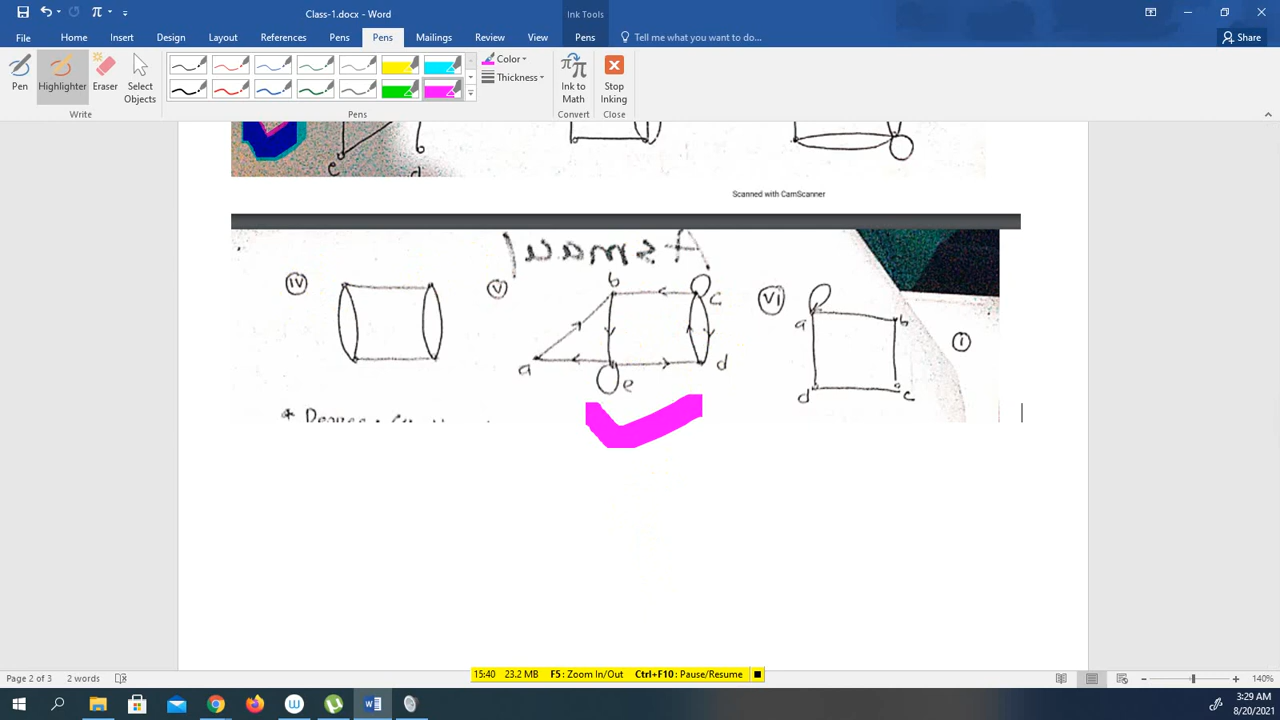 Para-1.docx - Word
Ink Tools
File Home Insert Design Layout References Mailings Review View Pens Tell me what you want to do... Share
Pen Highlighter Eraser Select Objects Color Thickness Ink to Math Stop Inking
Write Pens Convert Close
e d
Scanned with CamScanner
Asmau
iv v b c vi a b i
a e d d c
* Degree
15:40 23.2 MB F5: Zoom In/Out Ctrl+F10: Pause/Resume
Page 2 of 3 2 words 140%
3:29 AM
8/20/2021